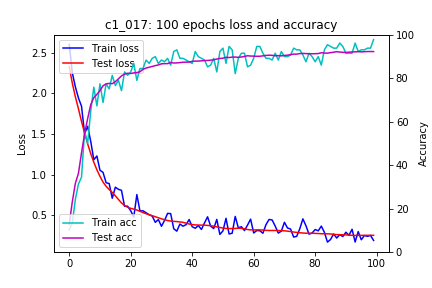 c1_017: 100 epochs loss and accuracy
Train loss
Test loss
Train acc
Test acc
Loss
2.5
2.0
1.5
1.0
0.5
Accuracy
100
80
60
40
20
0
0
20
40
60
80
100